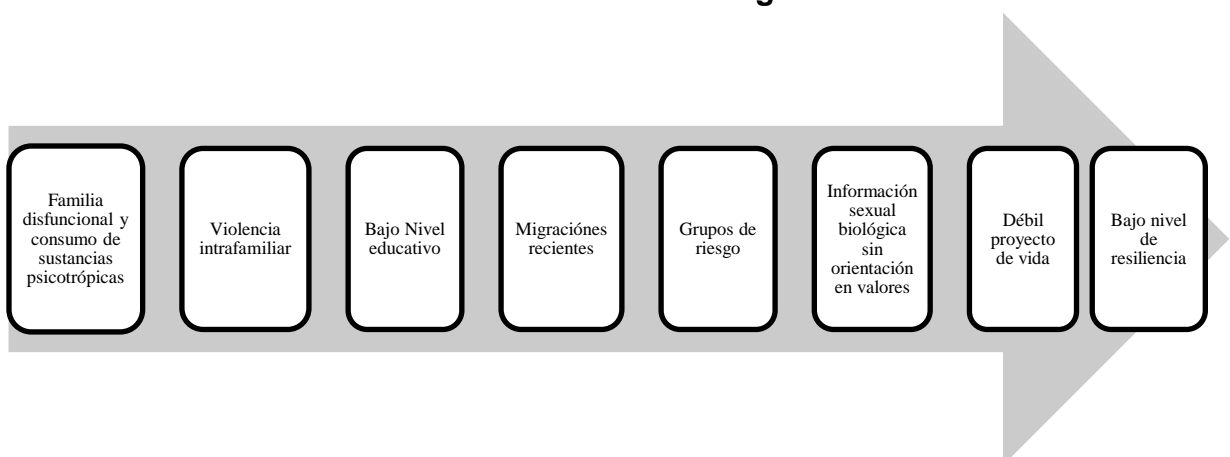 Familia
disfuncional y
consumo de
sustancias
psicotrópicas
Violencia
intrafamiliar
Bajo Nivel
educativo
Migraciónes
recientes
Grupos de
riesgo
Información
sexual
biológica
sin
orientación
en valores
Débil
proyecto
de vida
Bajo nivel
de
resiliencia